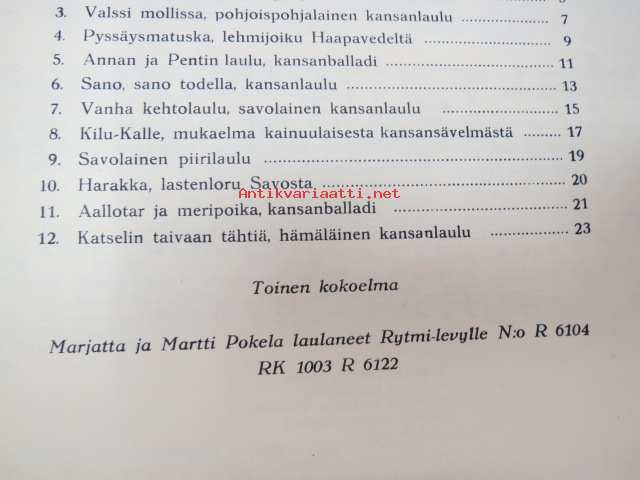 3. Valssi mollissa, pohjoispohjalainen kansanlaulu ........................ 7
4. Pyssäysmatuska, lehmijoiku Haapavedeltä ........................ 9
5. Annan ja Pentin laulu, kansanballadi ........................ 11
6. Sano, sano todella, kansanlaulu ........................ 13
7. Vanha kehtolaulu, savolainen kansanlaulu ........................ 15
8. Kilu-Kalle, mukaelma kainuulaisesta kansansävelmästä ............ 17
9. Savolainen piirilaulu ........................ 19
10. Harakka, lastenloru Savosta ........................ 20
Antikvariaatti.net
11. Aallotar ja meripoika, kansanballadi ........................ 21
12. Katselin taivaan tähtiä, hämäläinen kansanlaulu .................. 23
Toinen kokoelma
Marjatta ja Martti Pokela laulaneet Rytmi-levylle N:o R 6104
RK 1003 R 6122